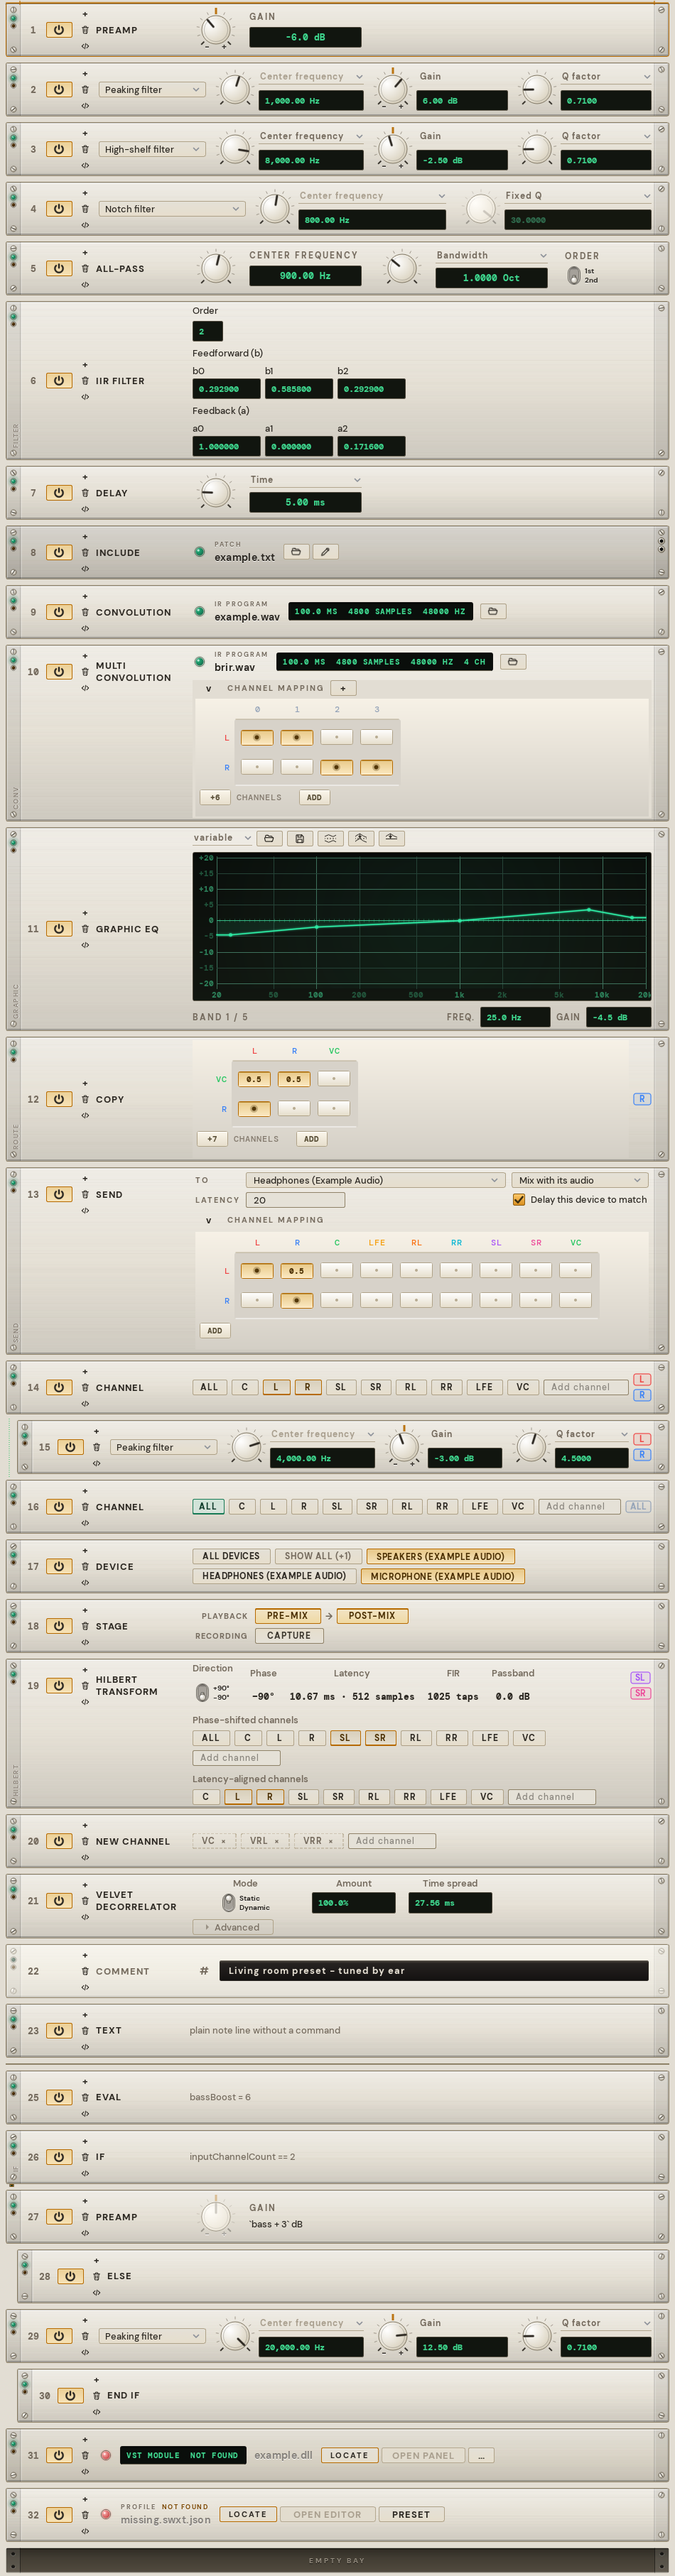 1 PREAMP GAIN
-6.0 dB
2 Peaking filter Center frequency Gain Q factor
1,000.00 Hz 6.00 dB 0.7100
3 High-shelf filter Center frequency Gain Q factor
8,000.00 Hz -2.50 dB 0.7100
4 Notch filter Center frequency Fixed Q
800.00 Hz 30.0000
5 ALL-PASS CENTER FREQUENCY Bandwidth ORDER
900.00 Hz 1.0000 Oct 1st
2nd
Order
2
Feedforward (b)
b0 b1 b2
6 IIR FILTER
0.292900 0.585800 0.292900
Feedback (a)
a0 a1 a2
1.000000 0.000000 0.171600
FILTER
7 DELAY Time
5.00 ms
8 INCLUDE PATCH
example.txt
9 CONVOLUTION IR PROGRAM
example.wav 100.0 MS 4800 SAMPLES 48000 HZ
10 MULTI CONVOLUTION IR PROGRAM
brir.wav 100.0 MS 4800 SAMPLES 48000 HZ 4 CH
v CHANNEL MAPPING +
0 1 2 3
L
R
+6 CHANNELS ADD
CONV
variable
+20
+15
+10
+5
0
-5
-10
-15
-20
20 50 100 200 500 1k 2k 5k 10k 20k
11 GRAPHIC EQ
BAND 1 / 5 FREQ. 25.0 Hz GAIN -4.5 dB
GRAPHIC
L R VC
VC 0.5 0.5
12 COPY R R
+7 CHANNELS ADD
ROUTE
13 SEND TO Headphones (Example Audio) Mix with its audio
LATENCY 20 Delay this device to match
v CHANNEL MAPPING
L R C LFE RL RR SL SR VC
L 0.5
R
ADD
SEND
14 CHANNEL ALL C L R SL SR RL RR LFE VC Add channel L
R
15 Peaking filter Center frequency Gain Q factor L
4,000.00 Hz -3.00 dB 4.5000 R
16 CHANNEL ALL C L R SL SR RL RR LFE VC Add channel ALL
17 DEVICE ALL DEVICES SHOW ALL (+1) SPEAKERS (EXAMPLE AUDIO)
HEADPHONES (EXAMPLE AUDIO) MICROPHONE (EXAMPLE AUDIO)
18 STAGE PLAYBACK PRE-MIX → POST-MIX
RECORDING CAPTURE
19 HILBERT TRANSFORM Direction Phase Latency FIR Passband SL
+90°
-90° -90° 10.67 ms · 512 samples 1025 taps 0.0 dB SR
Phase-shifted channels
ALL C L R SL SR RL RR LFE VC
Add channel
Latency-aligned channels
C L R SL SR RL RR LFE VC Add channel
HILBERT
20 NEW CHANNEL VC × VRL × VRR × Add channel
21 VELVET DECORRELATOR Mode Amount Time spread
Static
Dynamic 100.0% 27.56 ms
Advanced
22 COMMENT # Living room preset – tuned by ear
23 TEXT plain note line without a command
25 EVAL bassBoost = 6
26 IF inputChannelCount == 2
IF
27 PREAMP GAIN
`bass + 3` dB
28 ELSE
29 Peaking filter Center frequency Gain Q factor
20,000.00 Hz 12.50 dB 0.7100
30 END IF
31 VST MODULE NOT FOUND example.dll LOCATE OPEN PANEL ...
32 PROFILE NOT FOUND
missing.swxt.json LOCATE OPEN EDITOR PRESET
EMPTY BAY